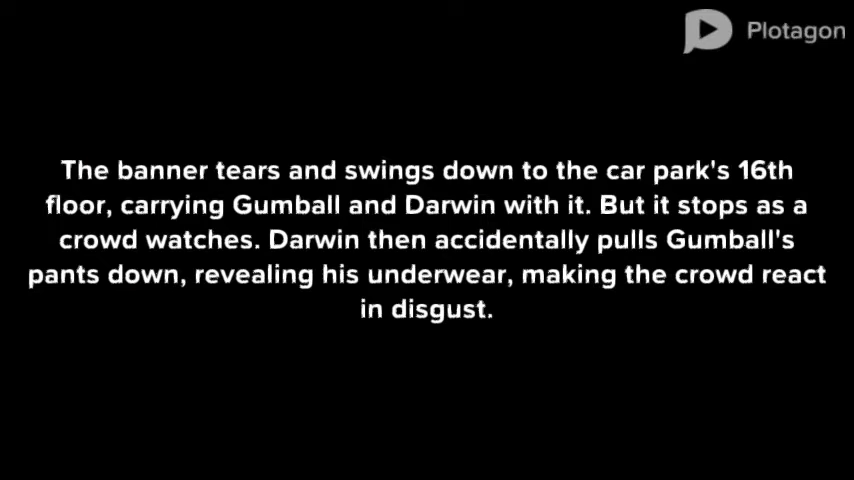 Plotagon
The banner tears and swings down to the car park's 16th
floor, carrying Gumball and Darwin with it. But it stops as a
crowd watches. Darwin then accidentally pulls Gumball's
pants down, revealing his underwear, making the crowd react
in disgust.